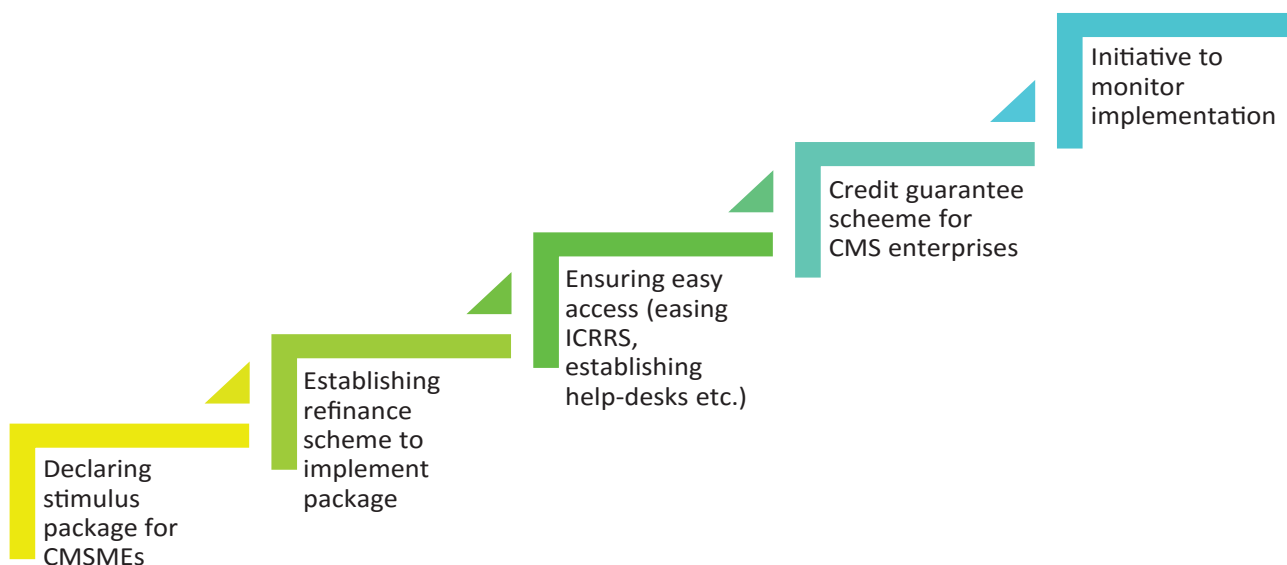 Declaring
stimulus
package for
CMSMEs
Establishing
refinance
scheme to
implement
package
Ensuring easy
access (easing
ICRRS,
establishing
help-desks etc.)
Credit guarantee
scheeme for
CMS enterprises
Initiative to
monitor
implementation